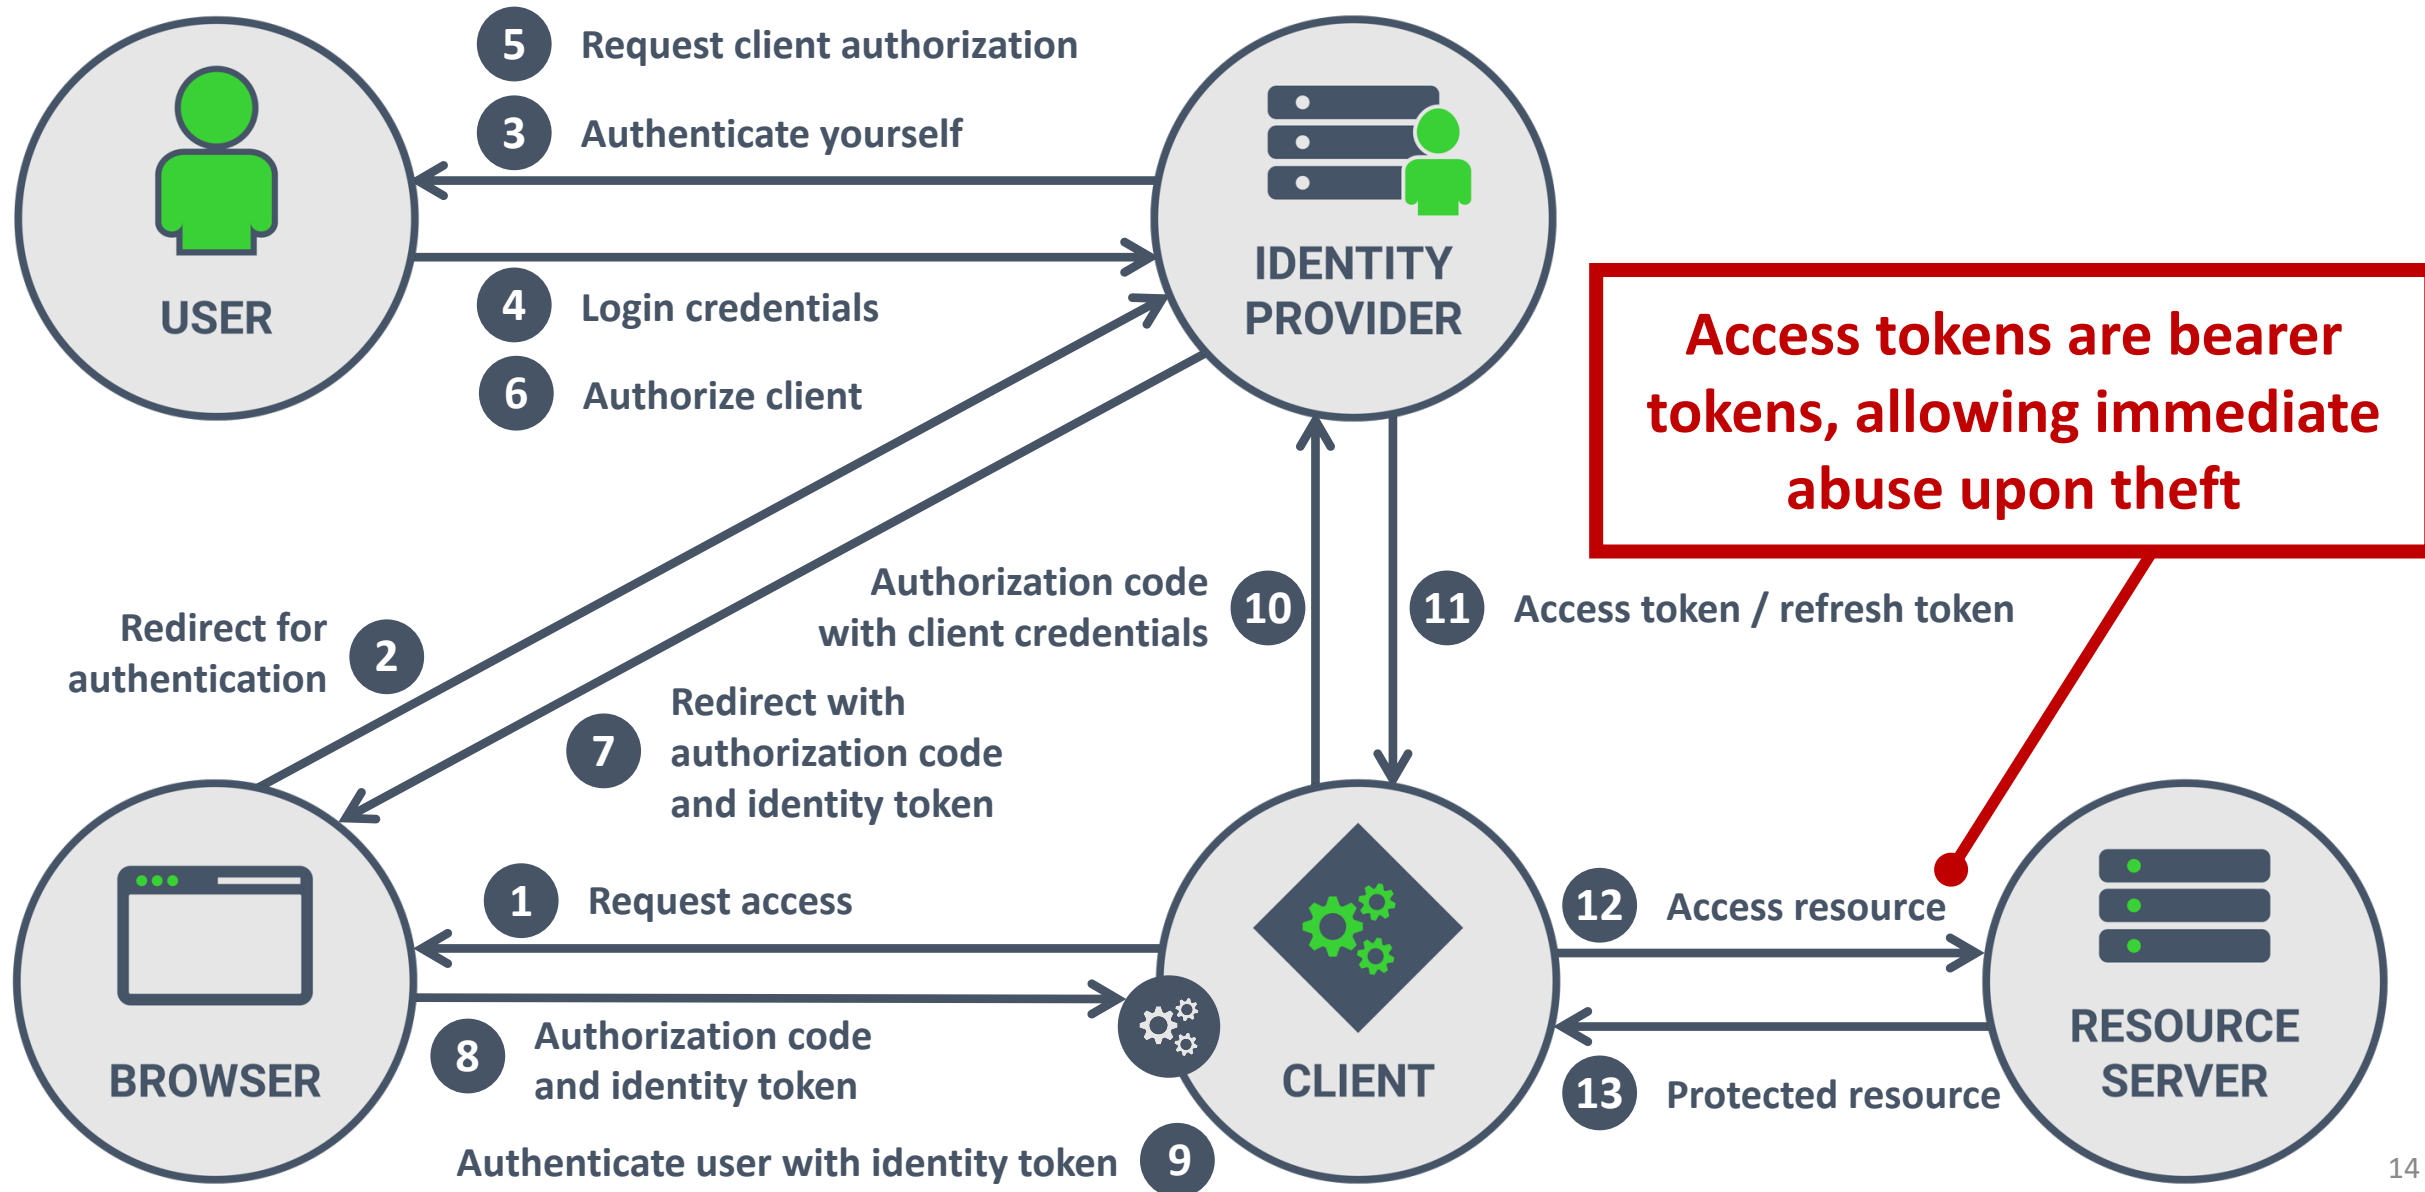 5 Request client authorization
3 Authenticate yourself
4 Login credentials
6 Authorize client
USER
IDENTITY
PROVIDER
Access tokens are bearer
tokens, allowing immediate
abuse upon theft
Redirect for
authentication
2
7
Redirect with
authorization code
and identity token
Authorization code
with client credentials
10
11 Access token / refresh token
1 Request access
8
Authorization code
and identity token
BROWSER
Authenticate user with identity token 9
CLIENT
12 Access resource
13 Protected resource
RESOURCE
SERVER
14